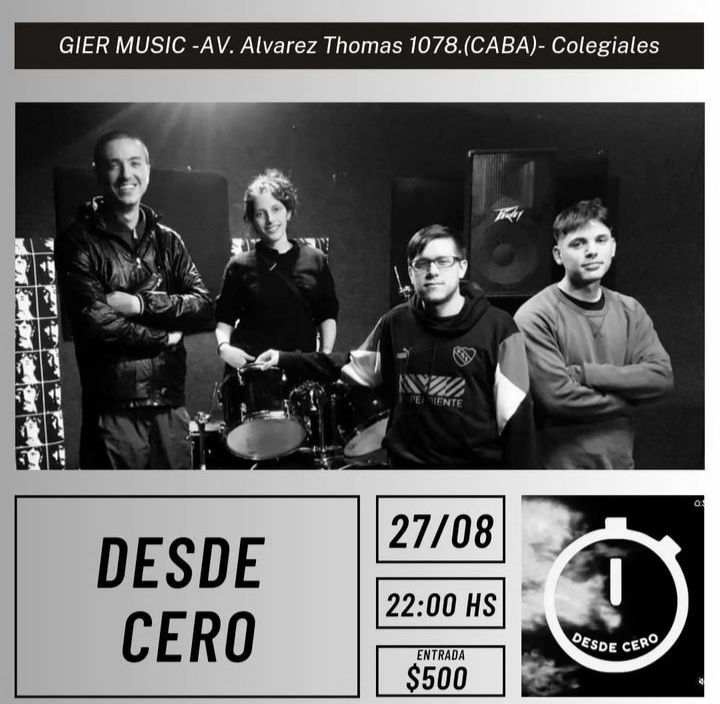 GIER MUSIC -AV. Alvarez Thomas 1078.(CABA)- Colegiales
Peavey
DESDE
CERO
27/08
22:00 HS
ENTRADA
$500
DESDE CERO